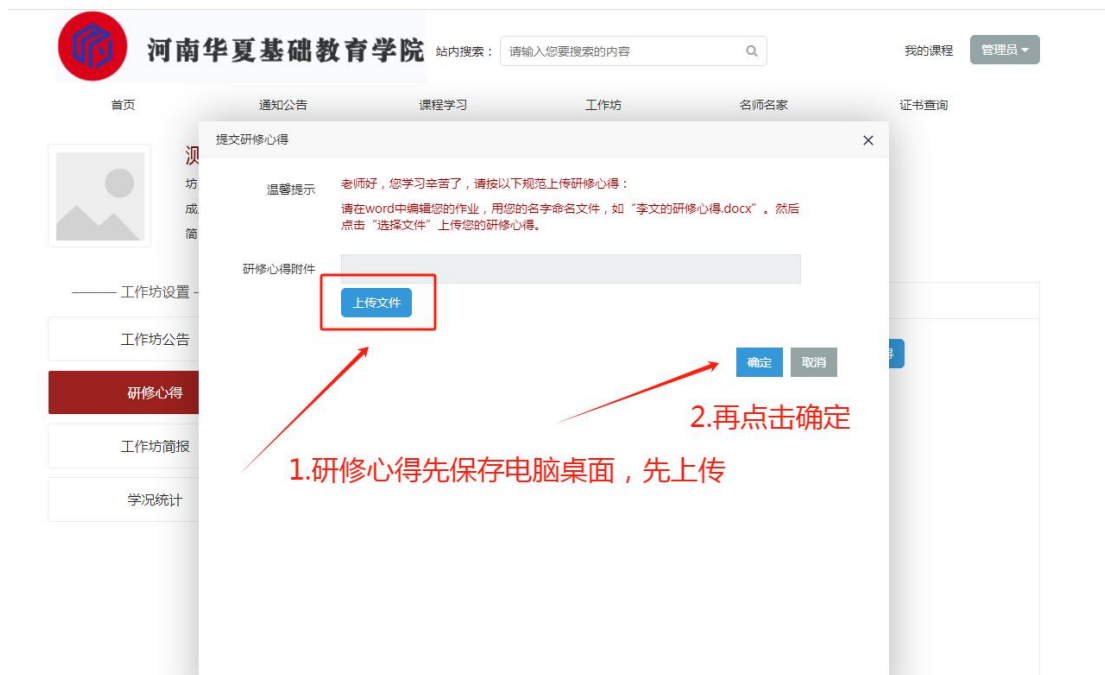 河南华夏基础教育学院 站内搜索： 请输入您要搜索的内容 我的课程 管理员
首页 通知公告 课程学习 工作坊 名师名家 证书查询
提交研修心得
测
坊
成
简
温馨提示
老师好，您学习辛苦了，请按以下规范上传研修心得：
请在word中编辑您的作业，用您的名字命名文件，如“李文的研修心得.docx”。然后
点击“选择文件”上传您的研修心得。
研修心得附件
上传文件
确定 取消
工作坊设置
工作坊公告
研修心得
工作坊简报
学况统计
1.研修心得先保存电脑桌面，先上传
2.再点击确定